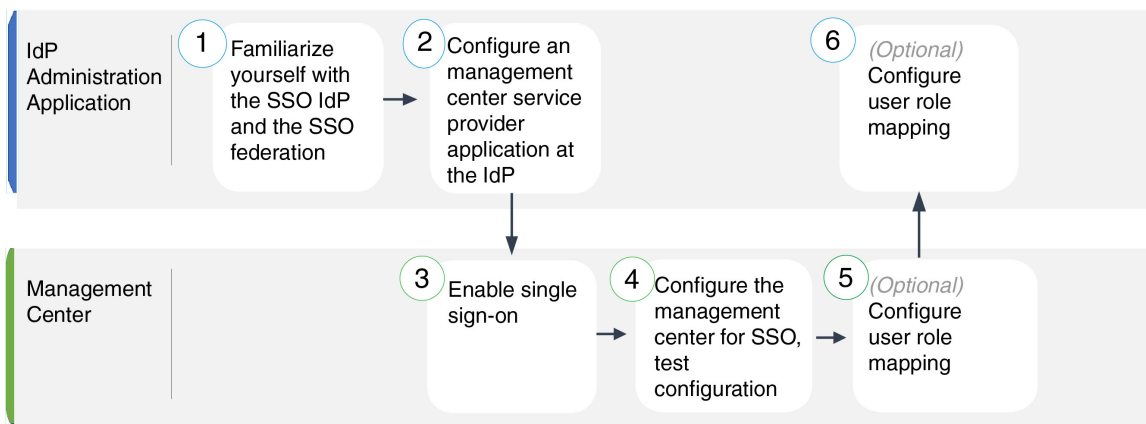 IdP
Administration
Application
1
Familiarize
yourself with
the SSO IdP
and the SSO
federation
2
Configure an
management
center service
provider
application at
the IdP
6
(Optional)
Configure
user role
mapping
Management
Center
3
Enable single
sign-on
4
Configure the
management
center for SSO,
test
configuration
5
(Optional)
Configure
user role
mapping